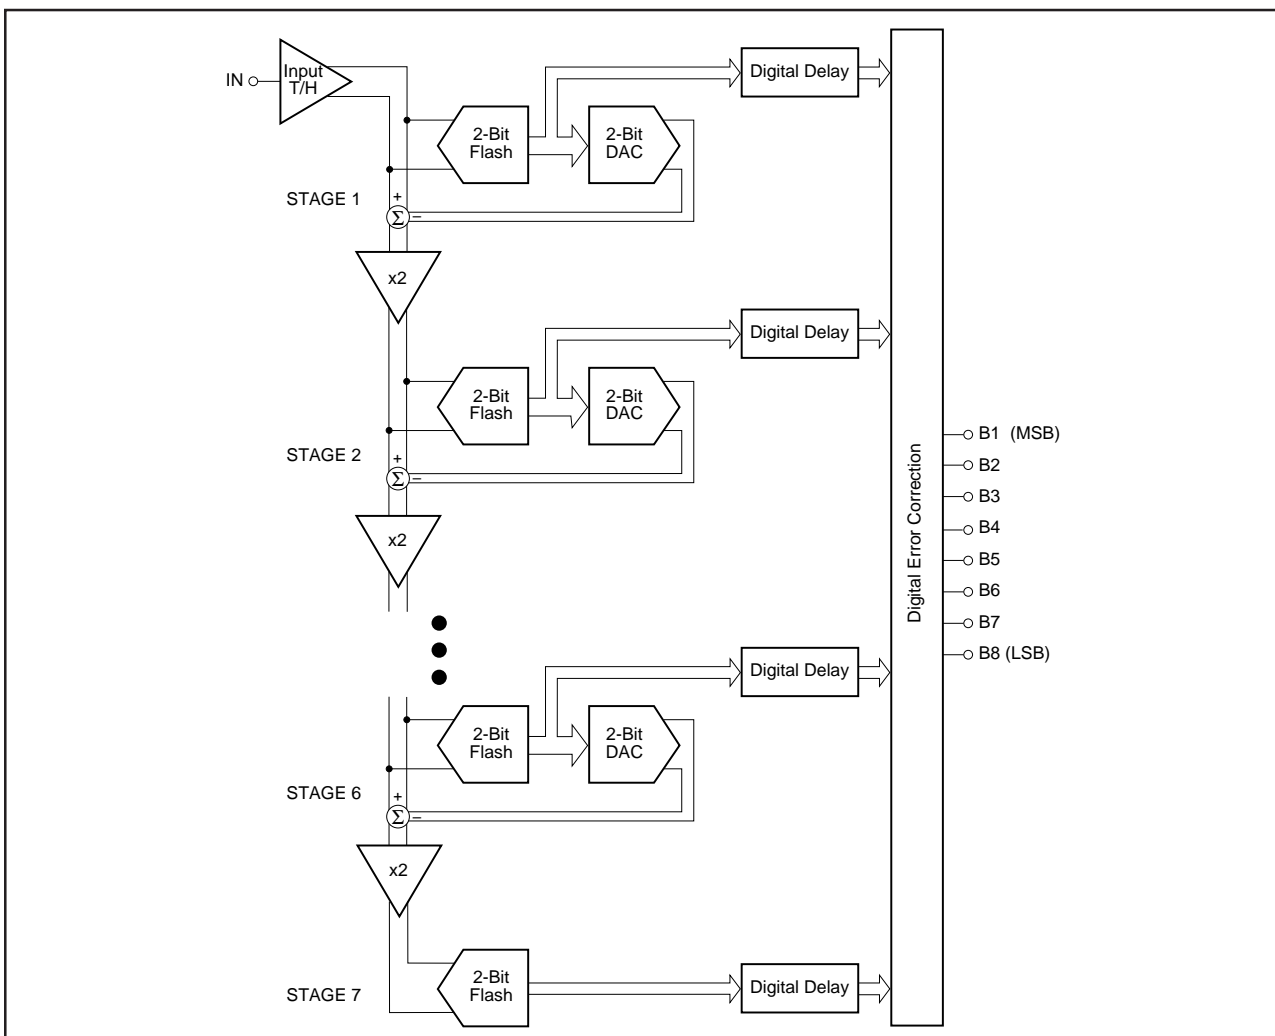 IN
Input
T/H
Digital Delay
2-Bit
Flash
2-Bit
DAC
STAGE 1
+
Σ
–
x2
Digital Delay
2-Bit
Flash
2-Bit
DAC
STAGE 2
+
Σ
–
x2
Digital Error Correction
B1 (MSB)
B2
B3
B4
B5
B6
B7
B8 (LSB)
Digital Delay
2-Bit
Flash
2-Bit
DAC
STAGE 6
+
Σ
–
x2
2-Bit
Flash
Digital Delay
STAGE 7